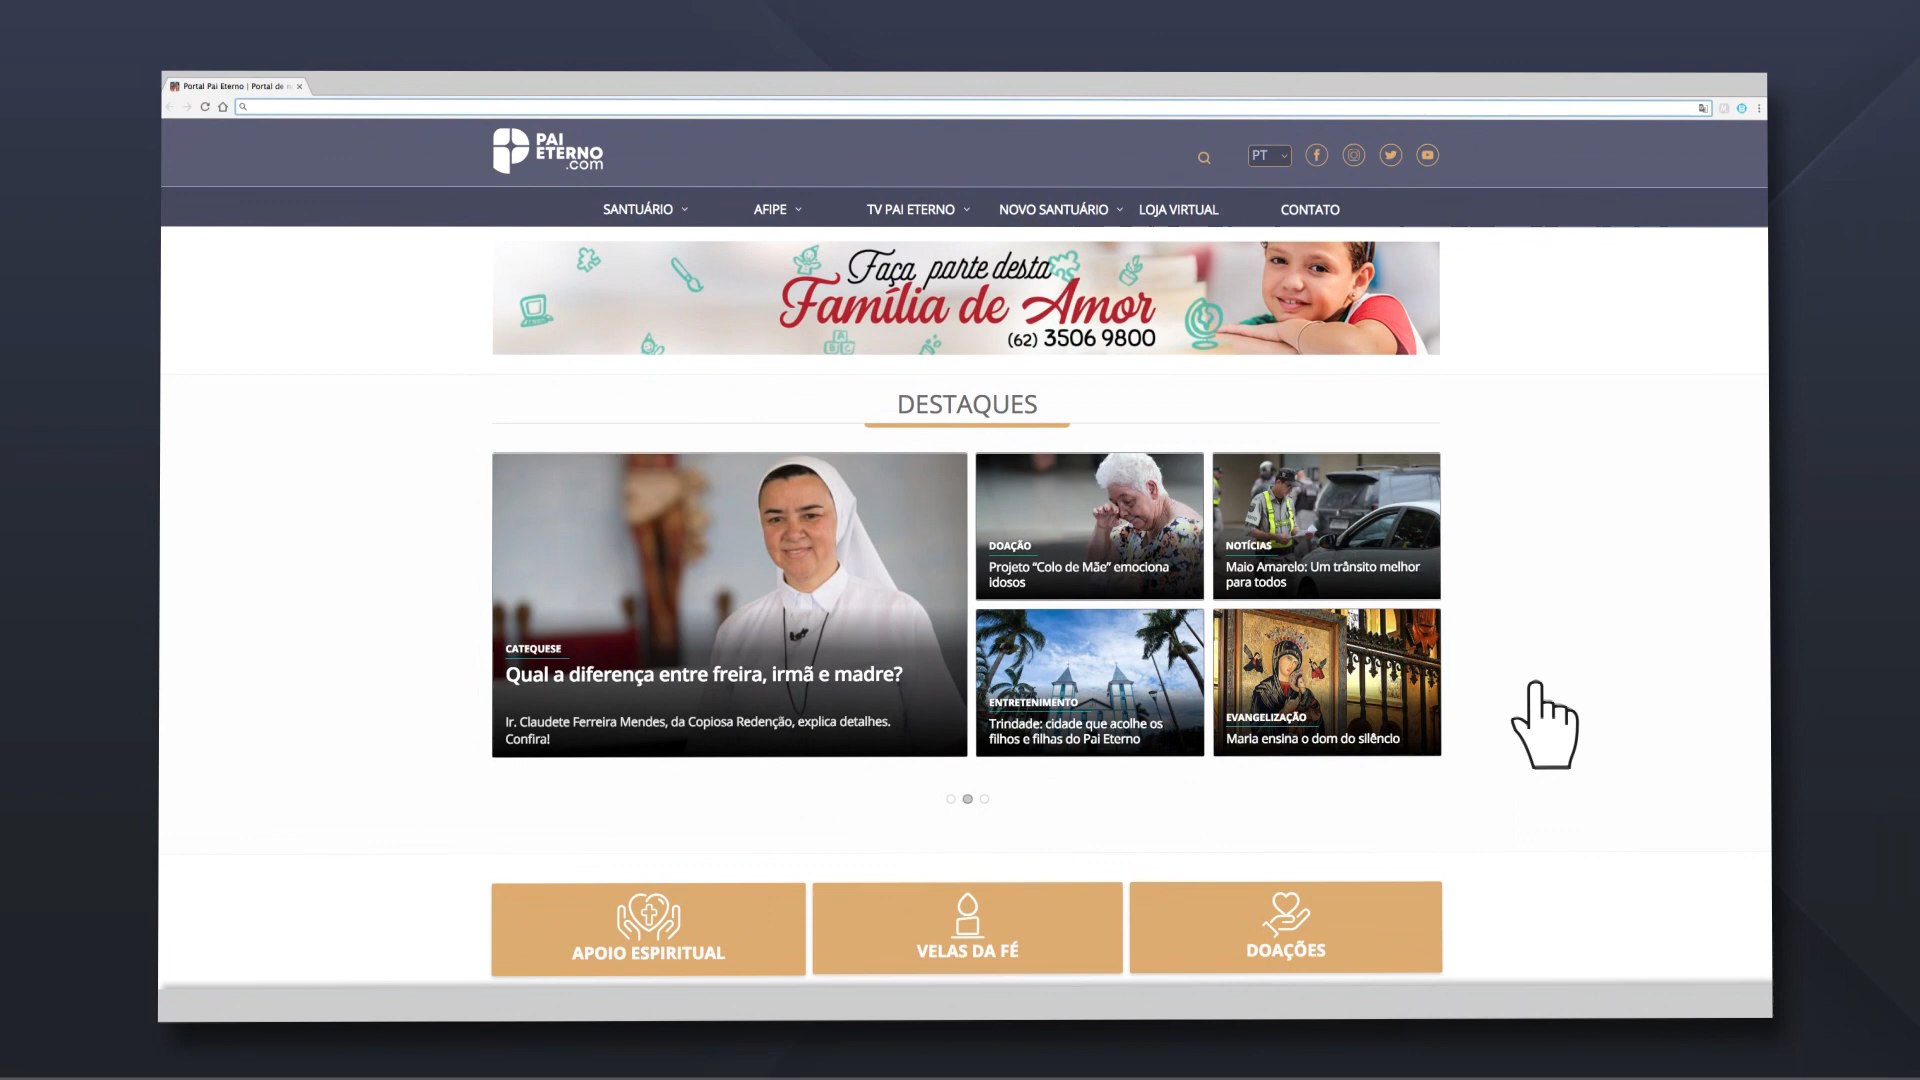 Portal Pai Eterno | Portal de
PAI
ETERNO
.com
PT
SANTUÁRIO
AFIPE
TV PAI ETERNO
NOVO SANTUÁRIO
LOJA VIRTUAL
CONTATO
Faça parte desta
Família de Amor
(62) 3506 9800
DESTAQUES
CATEQUESE
Qual a diferença entre freira, irmã e madre?
Ir. Claudete Ferreira Mendes, da Copiosa Redenção, explica detalhes.
Confira!
DOAÇÃO
Projeto “Colo de Mãe” emociona
idosos
NOTÍCIAS
Maio Amarelo: Um trânsito melhor
para todos
ENTRETENIMENTO
Trindade: cidade que acolhe os
filhos e filhas do Pai Eterno
EVANGELIZAÇÃO
Maria ensina o dom do silêncio
APOIO ESPIRITUAL
VELAS DA FÉ
DOAÇÕES